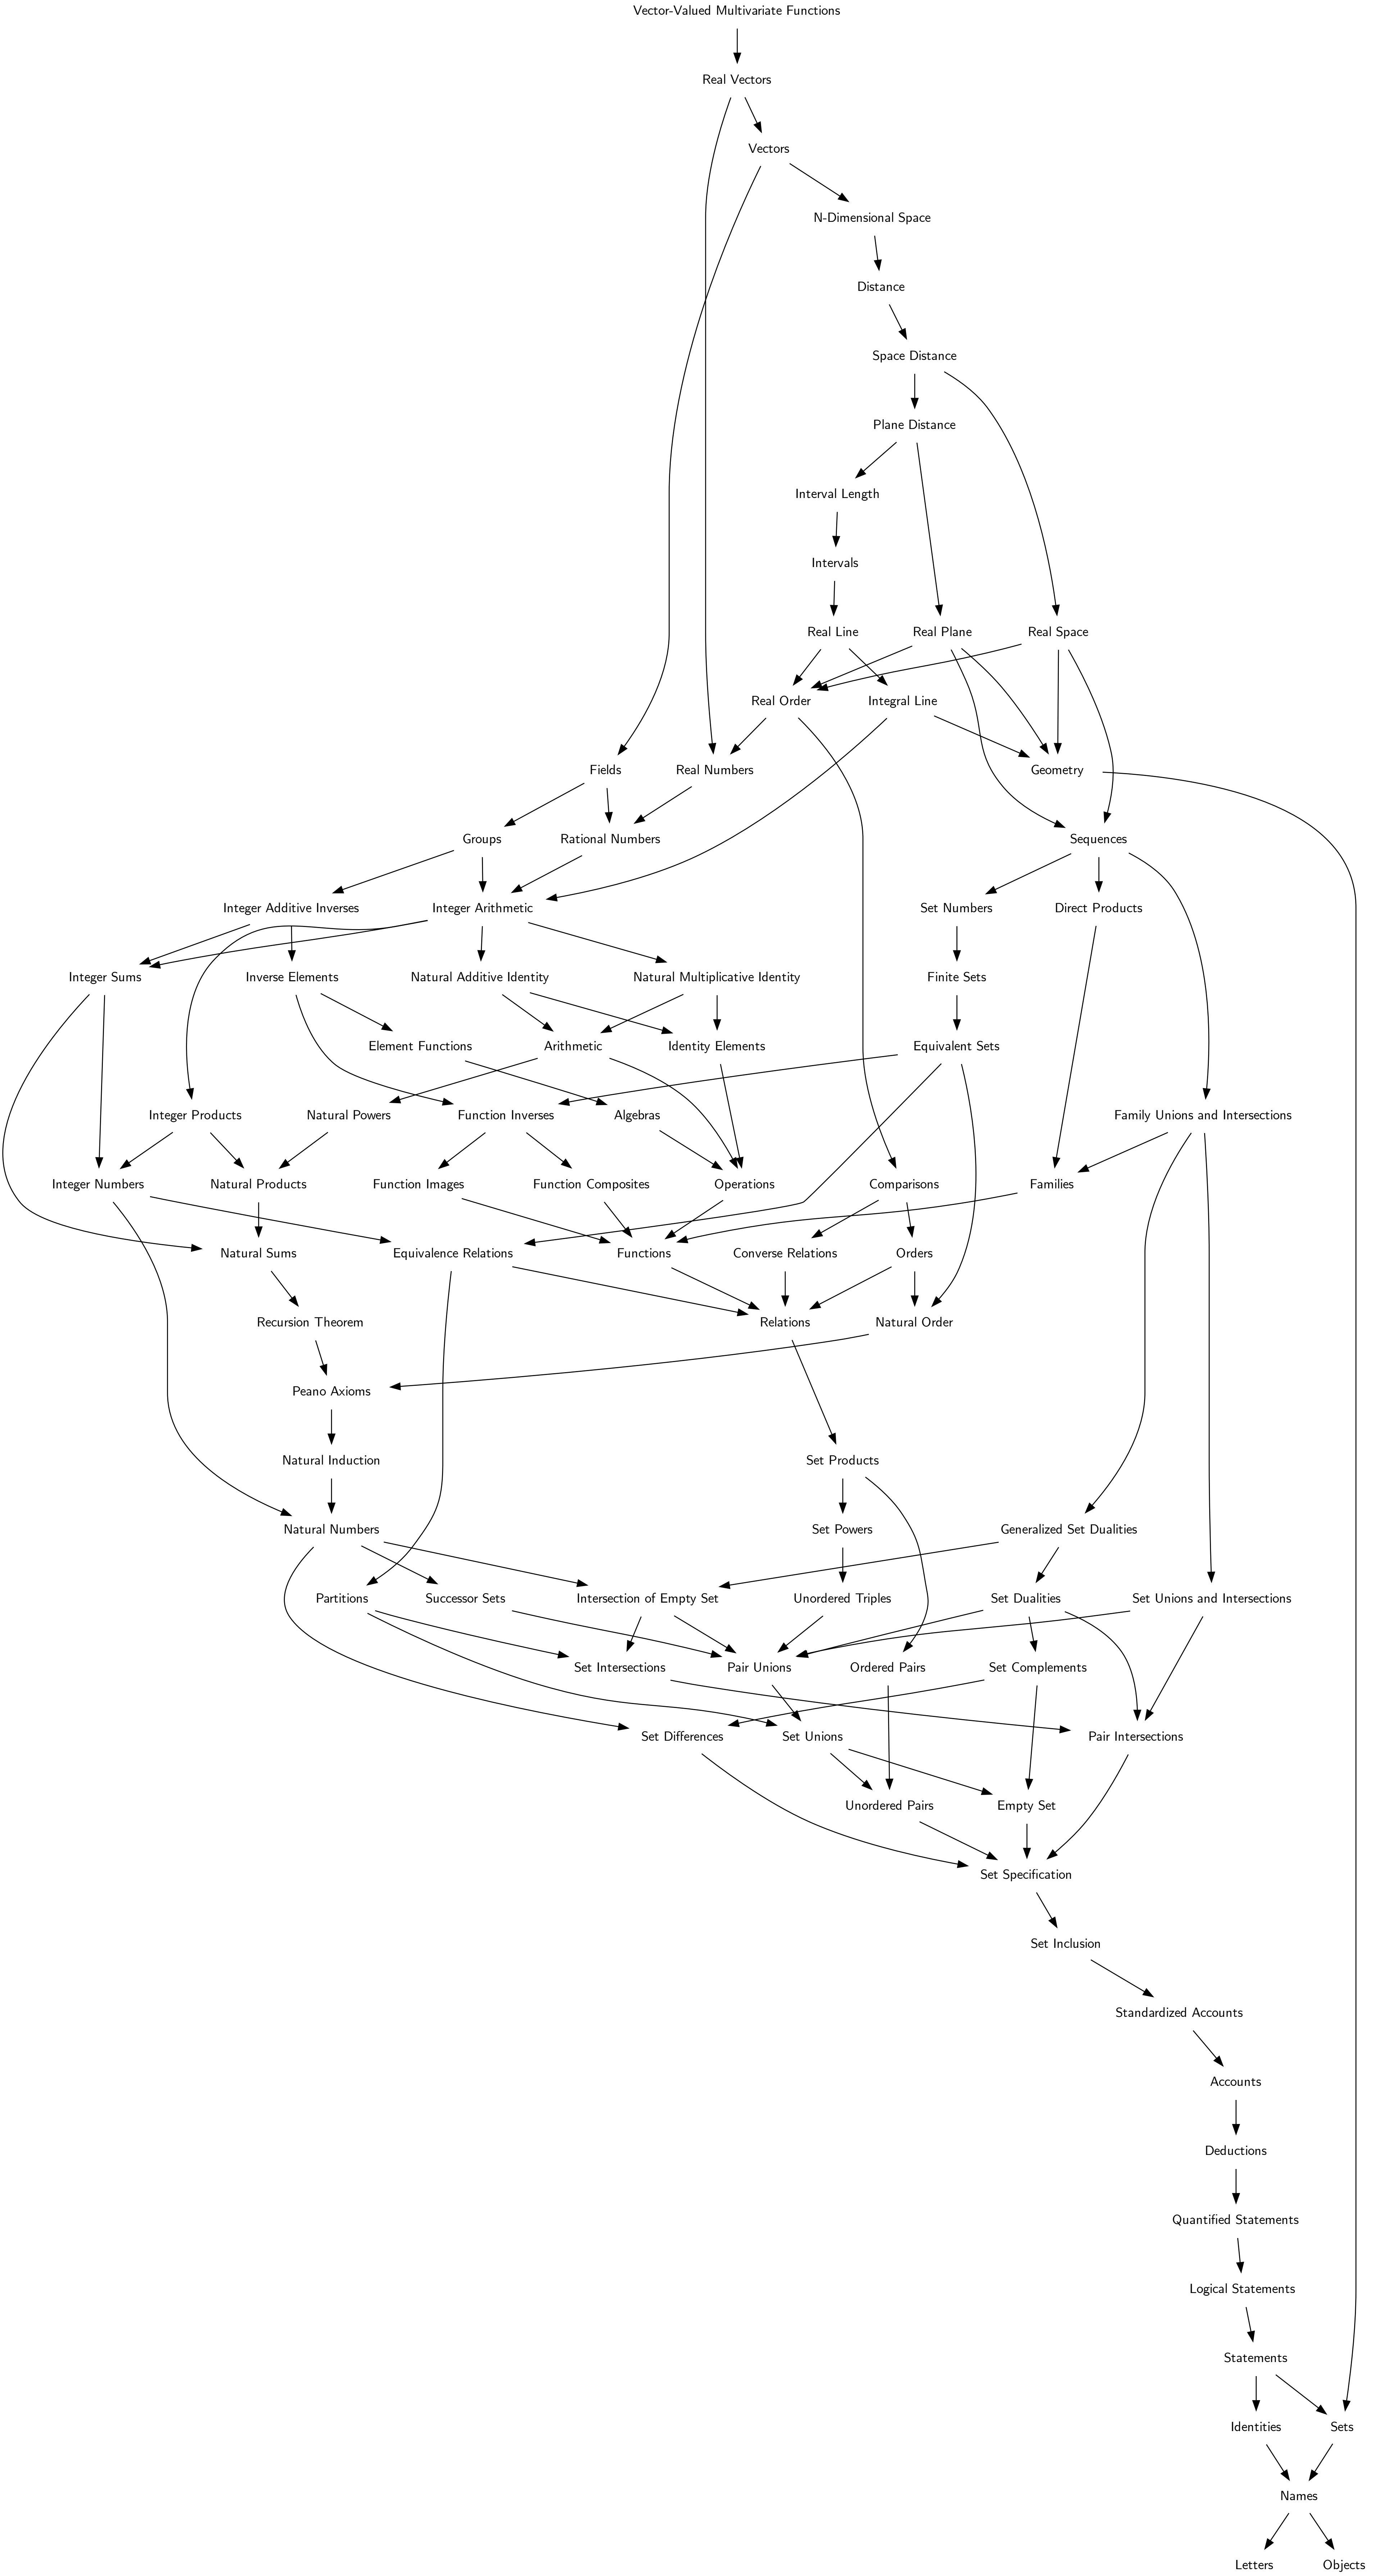 Vector-Valued Multivariate Functions
Real Vectors
Vectors
N-Dimensional Space
Distance
Space Distance
Plane Distance
Interval Length
Intervals
Real Line
Real Plane
Real Space
Real Order
Integral Line
Fields
Real Numbers
Geometry
Groups
Rational Numbers
Sequences
Integer Additive Inverses
Integer Arithmetic
Set Numbers
Direct Products
Integer Sums
Inverse Elements
Natural Additive Identity
Natural Multiplicative Identity
Finite Sets
Element Functions
Arithmetic
Identity Elements
Equivalent Sets
Integer Products
Natural Powers
Function Inverses
Algebras
Family Unions and Intersections
Integer Numbers
Natural Products
Function Images
Function Composites
Operations
Comparisons
Families
Natural Sums
Equivalence Relations
Functions
Converse Relations
Orders
Recursion Theorem
Relations
Natural Order
Peano Axioms
Natural Induction
Set Products
Natural Numbers
Set Powers
Generalized Set Dualities
Partitions
Successor Sets
Intersection of Empty Set
Unordered Triples
Set Dualities
Set Unions and Intersections
Set Intersections
Pair Unions
Ordered Pairs
Set Complements
Set Differences
Set Unions
Pair Intersections
Unordered Pairs
Empty Set
Set Specification
Set Inclusion
Standardized Accounts
Accounts
Deductions
Quantified Statements
Logical Statements
Statements
Identities
Sets
Names
Letters
Objects